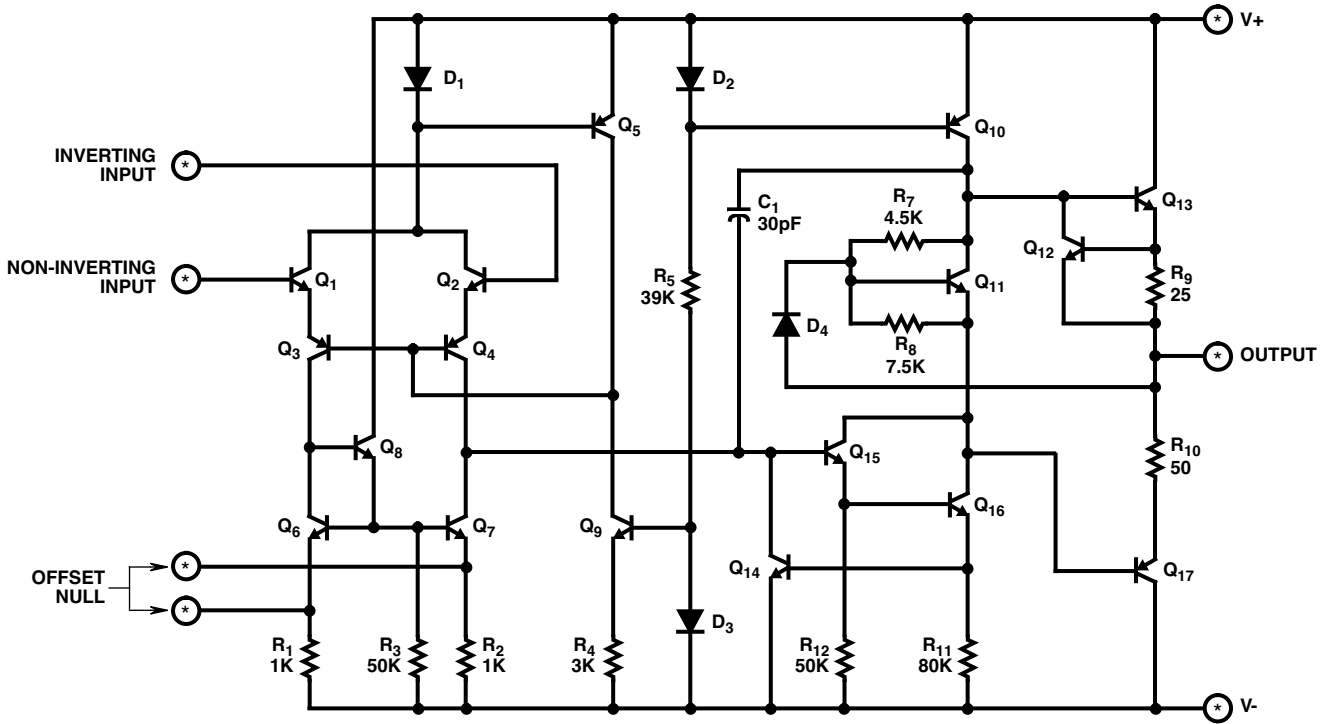 V+
D1
D2
Q5
Q10
INVERTING
INPUT
C1
30pF
R7
4.5K
Q13
Q12
NON-INVERTING
INPUT
Q1
Q2
R5
39K
Q11
R9
25
D4
Q3
Q4
R8
7.5K
OUTPUT
Q8
Q15
R10
50
Q6
Q7
Q9
Q16
Q14
Q17
OFFSET
NULL
D3
R1
1K
R3
50K
R2
1K
R4
3K
R12
50K
R11
80K
V-